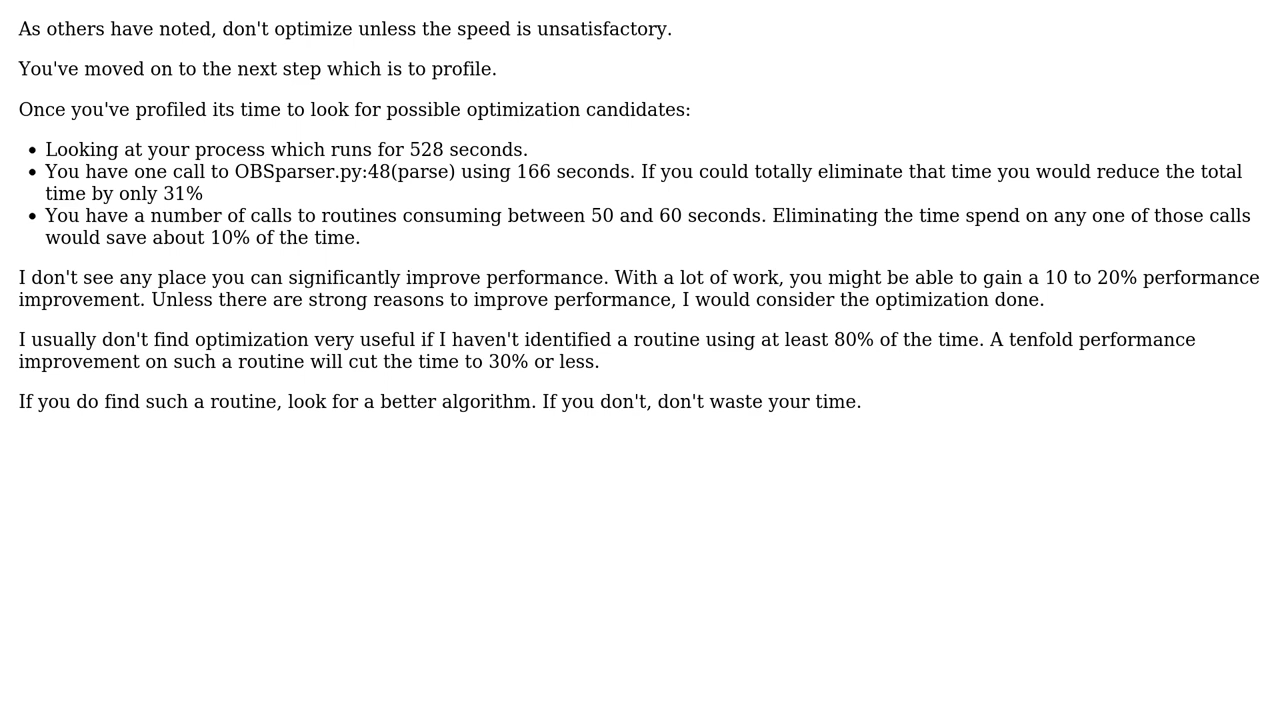 As others have noted, don't optimize unless the speed is unsatisfactory.
You've moved on to the next step which is to profile.
Once you've profiled its time to look for possible optimization candidates:
• Looking at your process which runs for 528 seconds.
• You have one call to OBSparser.py:48(parse) using 166 seconds. If you could totally eliminate that time you would reduce the total
time by only 31%
• You have a number of calls to routines consuming between 50 and 60 seconds. Eliminating the time spend on any one of those calls
would save about 10% of the time.
I don't see any place you can significantly improve performance. With a lot of work, you might be able to gain a 10 to 20% performance
improvement. Unless there are strong reasons to improve performance, I would consider the optimization done.
I usually don't find optimization very useful if I haven't identified a routine using at least 80% of the time. A tenfold performance
improvement on such a routine will cut the time to 30% or less.
If you do find such a routine, look for a better algorithm. If you don't, don't waste your time.